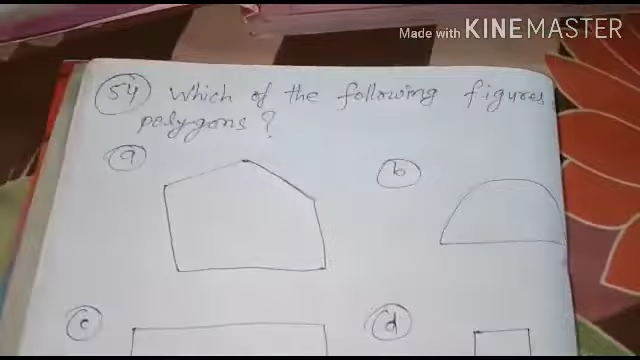 Made with KINEMASTER
54 Which of the following figures
polygons ?
a
b
c
d